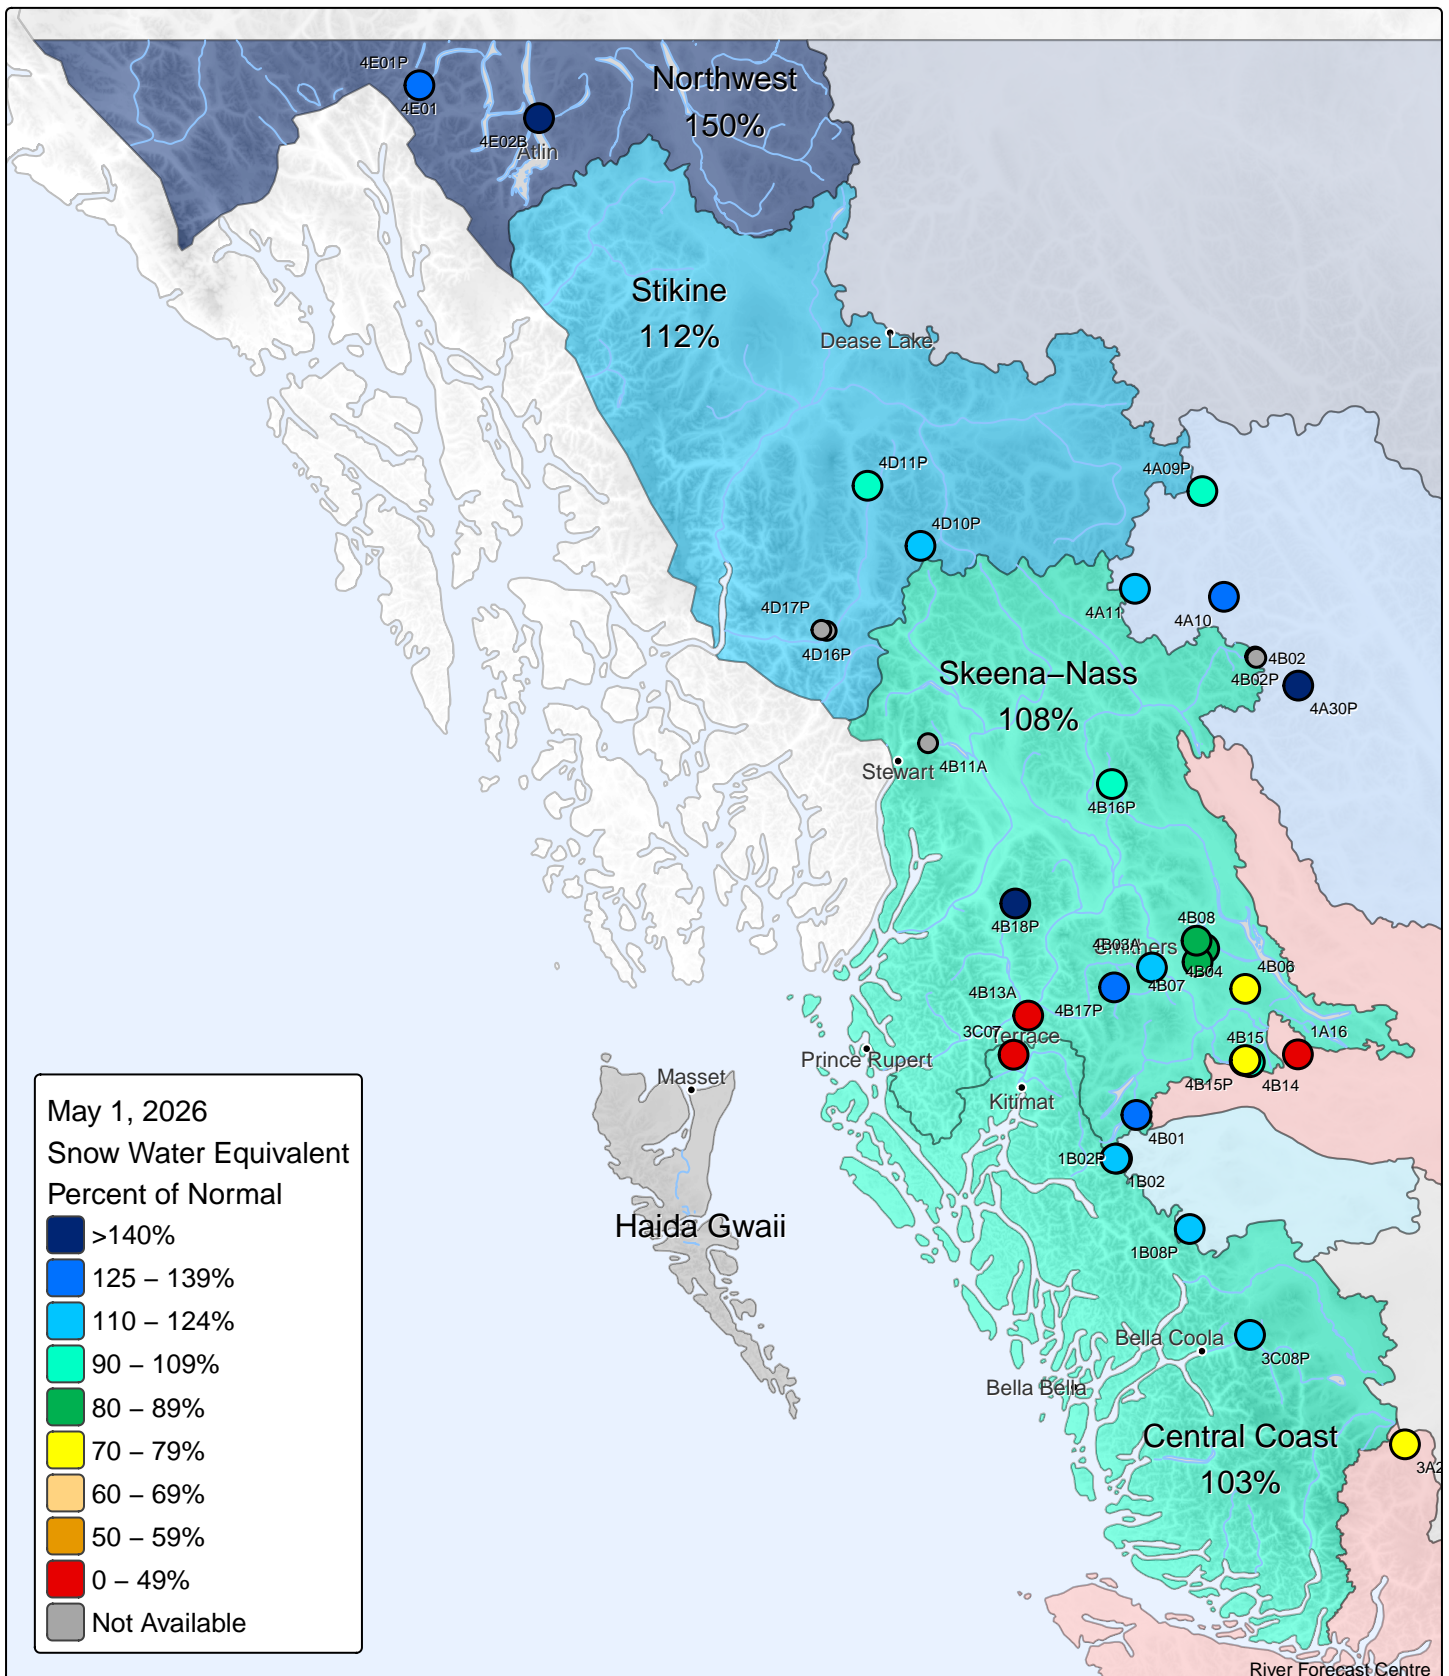 4E01P
4E01
4E02B
Atlin
Northwest
150%
Stikine
112%
Dease Lake
4D11P
4A09P
4D10P
4A11
4A10
4D17P
4D16P
4B02
4B02P
4A30P
Skeena–Nass
108%
4B11A
Stewart
4B16P
4B18P
4B08
4B03A
Smithers
4B04
4B07
4B06
4B17P
4B13A
3C07
Terrace
4B15
1A16
4B15P
4B14
Prince Rupert
Kitimat
Masset
4B01
1B02P
1B02
Haida Gwaii
1B08P
Bella Coola
3C08P
Bella Bella
Central Coast
103%
3A2
May 1, 2026
Snow Water Equivalent
Percent of Normal
>140%
125 – 139%
110 – 124%
90 – 109%
80 – 89%
70 – 79%
60 – 69%
50 – 59%
0 – 49%
Not Available
River Forecast Centre